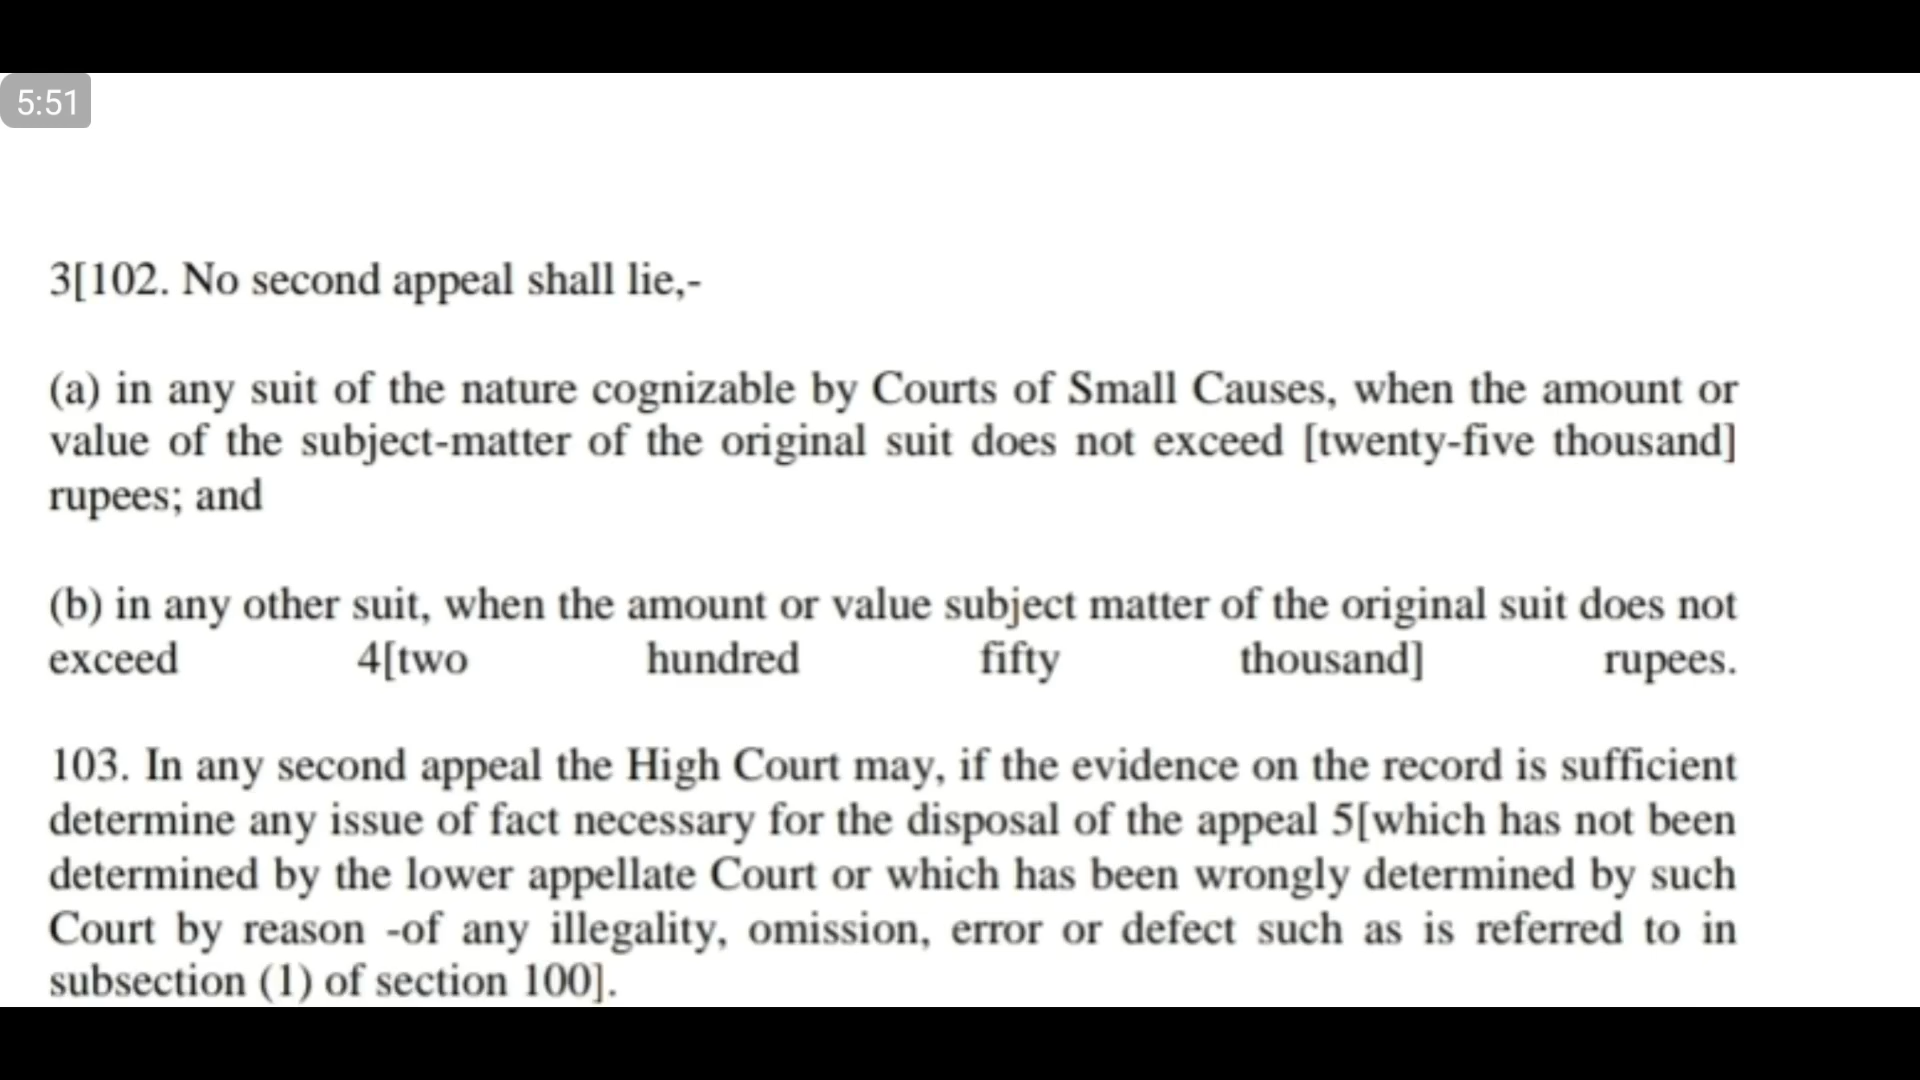 5:51
3[102. No second appeal shall lie,-
(a) in any suit of the nature cognizable by Courts of Small Causes, when the amount or
value of the subject-matter of the original suit does not exceed [twenty-five thousand]
rupees; and
(b) in any other suit, when the amount or value subject matter of the original suit does not
exceed 4[two hundred fifty thousand] rupees.
103. In any second appeal the High Court may, if the evidence on the record is sufficient
determine any issue of fact necessary for the disposal of the appeal 5[which has not been
determined by the lower appellate Court or which has been wrongly determined by such
Court by reason -of any illegality, omission, error or defect such as is referred to in
subsection (1) of section 100].